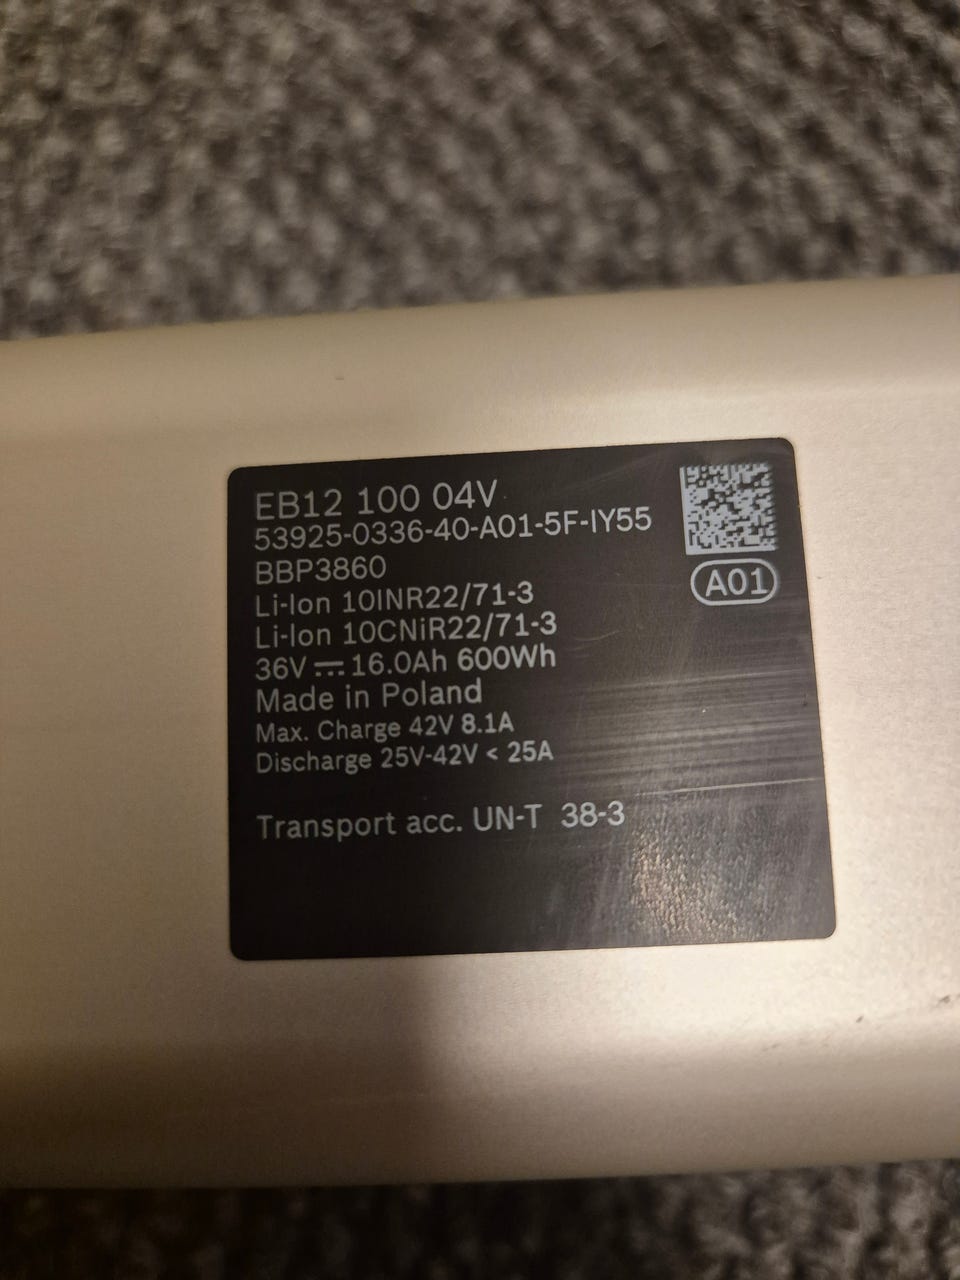 EB12 100 04V
53925-0336-40-A01-5F-IY55
BBP3860
A01
Li-Ion 10INR22/71-3
Li-Ion 10CNiR22/71-3
36V ⎓ 16.0Ah 600Wh
Made in Poland
Max. Charge 42V 8.1A
Discharge 25V-42V < 25A
Transport acc. UN-T 38-3